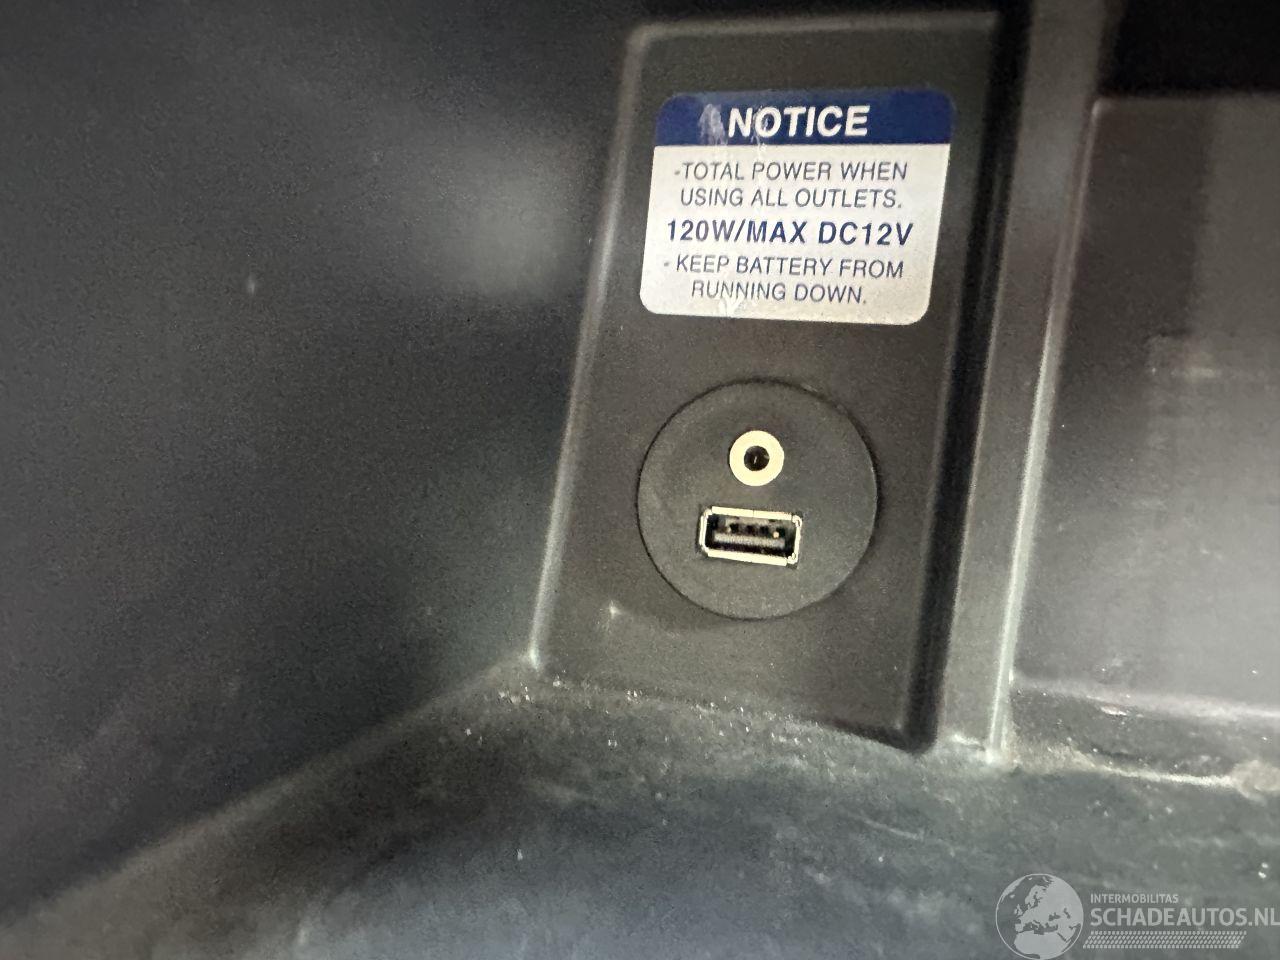 NOTICE
-TOTAL POWER WHEN
USING ALL OUTLETS.
120W/MAX DC12V
- KEEP BATTERY FROM
RUNNING DOWN.
INTERMOBILITAS
SCHADEAUTOS.NL